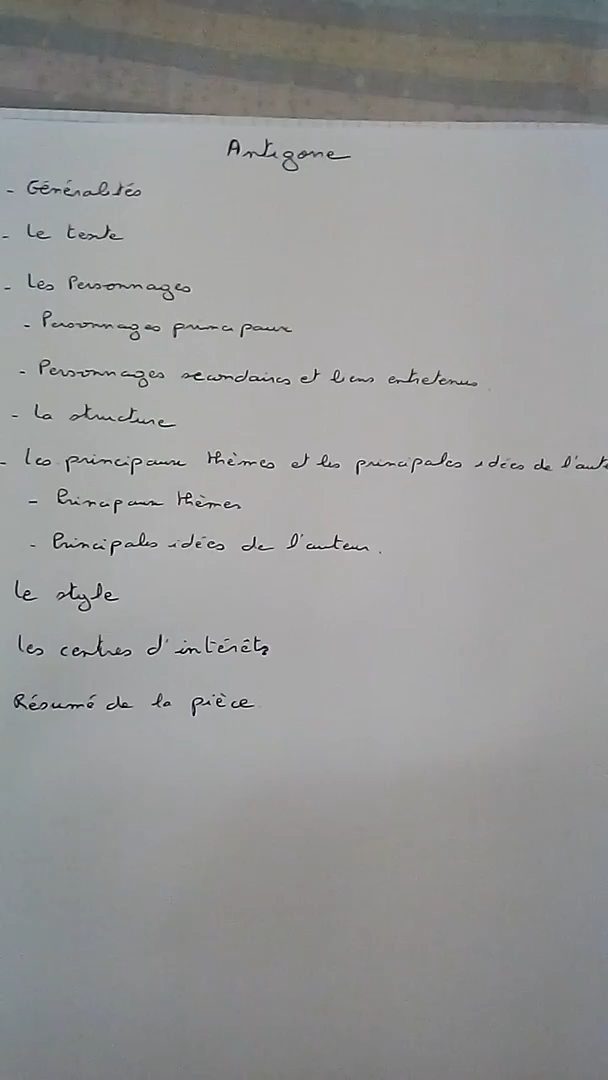 Antigone
- Généralités
- Le texte
- Les Personnages
- Personnages principaux
- Personnages secondaires et liens entretenus.
- La structure
- les principaux thèmes et les principales idées de l'aut
- Principaux thèmes
- Principales idées de l'auteur.
le style
les centres d'intérêts
Résumé de la pièce.